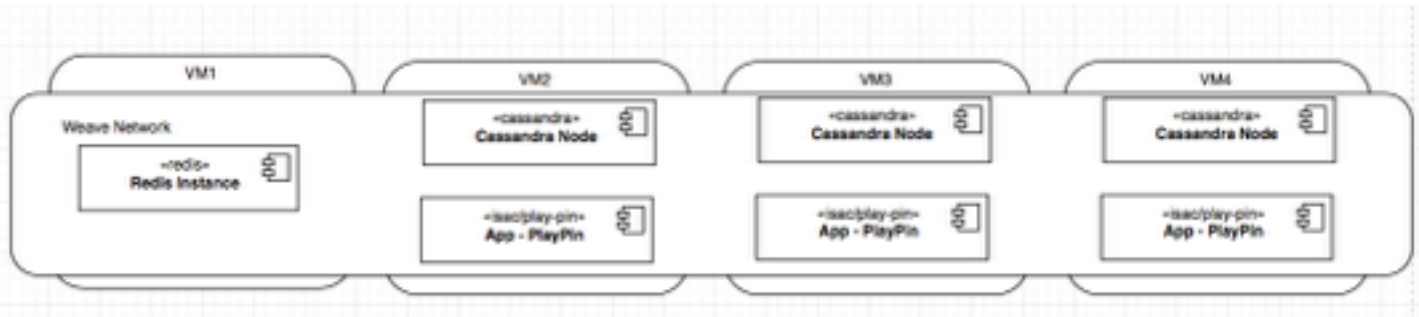 VM1
Weave Network
«redis»
Redis Instance
VM2
«cassandra»
Cassandra Node
«isac/play-pin»
App - PlayPin
VM3
«cassandra»
Cassandra Node
«isac/play-pin»
App - PlayPin
VM4
«cassandra»
Cassandra Node
«isac/play-pin»
App - PlayPin